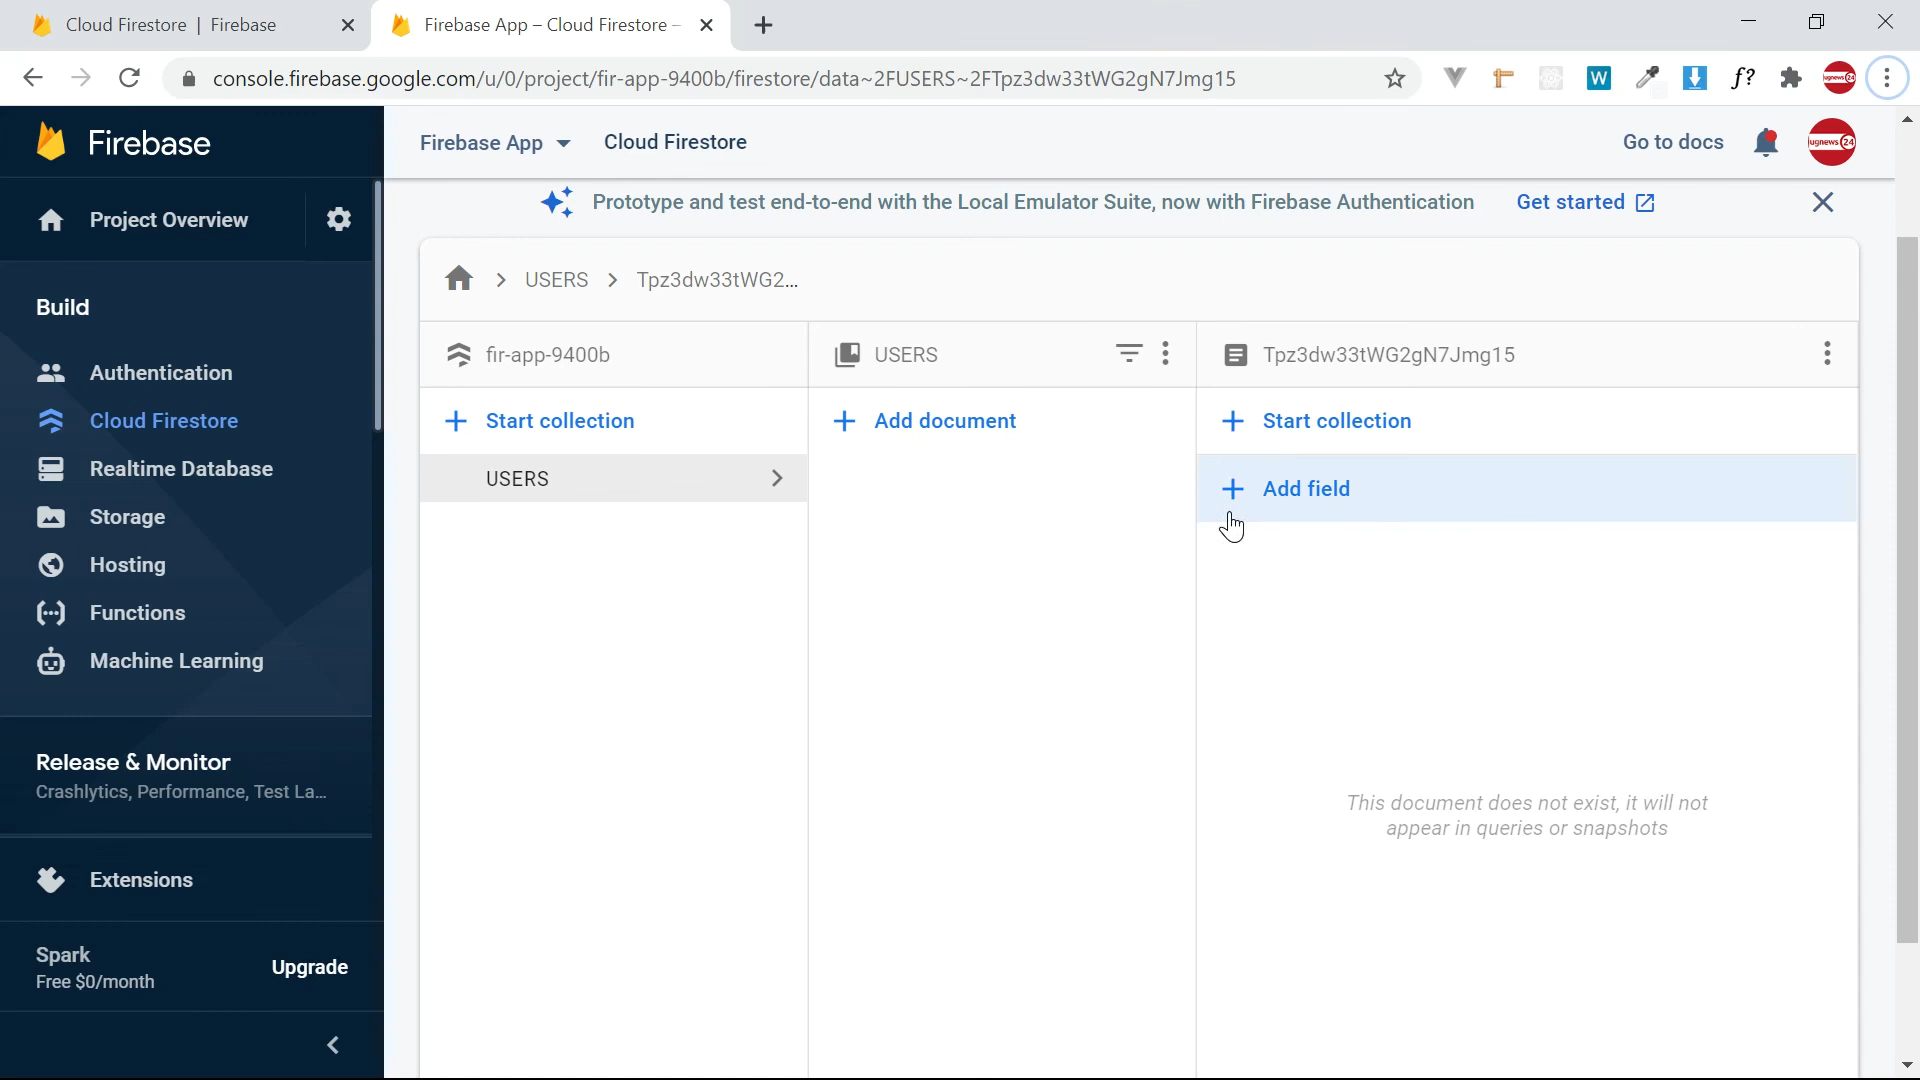 Cloud Firestore | Firebase
Firebase App – Cloud Firestore –
console.firebase.google.com/u/0/project/fir-app-9400b/firestore/data~2FUSERS~2FTpz3dw33tWG2gN7Jmg15
W
f?
ugnews 24
Firebase
Firebase App
Cloud Firestore
Go to docs
ugnews 24
Project Overview
Prototype and test end-to-end with the Local Emulator Suite, now with Firebase Authentication
Get started
USERS
Tpz3dw33tWG2...
Build
Authentication
Cloud Firestore
Realtime Database
Storage
Hosting
Functions
Machine Learning
Release & Monitor
Crashlytics, Performance, Test La...
Extensions
Spark
Free $0/month
Upgrade
fir-app-9400b
Start collection
USERS
USERS
Add document
Tpz3dw33tWG2gN7Jmg15
Start collection
Add field
This document does not exist, it will not
appear in queries or snapshots